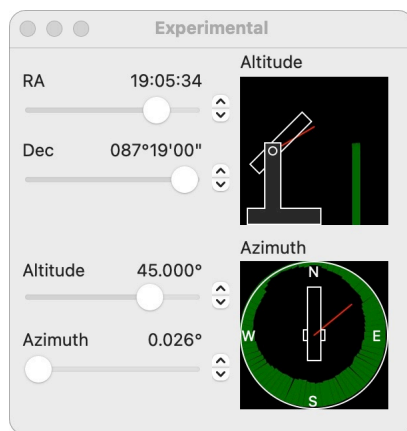 Experimental
RA 19:05:34
Dec 087°19'00"
Altitude 45.000°
Azimuth 0.026°
Altitude
Azimuth
N
W E
S